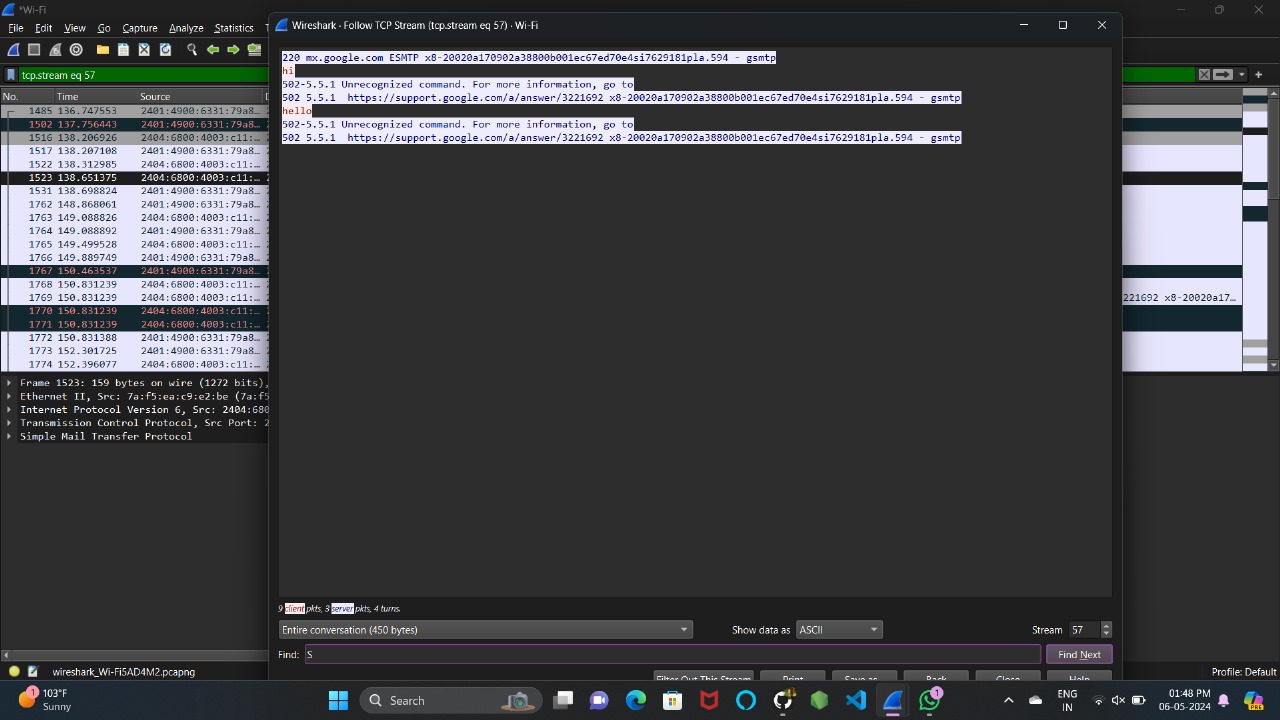 *Wi-Fi
File Edit View Go Capture Analyze Statistics
tcp.stream eq 57
No. Time Source
1485 136.747553 2401:4900:6331:79a8…
1502 137.756443 2401:4900:6331:79a8…
1516 138.206926 2404:6800:4003:c11:…
1517 138.207108 2401:4900:6331:79a8…
1522 138.312985 2401:4900:6331:79a8…
1523 138.651375 2404:6800:4003:c11:…
1531 138.698824 2401:4900:6331:79a8…
1762 148.868061 2401:4900:6331:79a8…
1763 149.088826 2404:6800:4003:c11:…
1764 149.088892 2401:4900:6331:79a8…
1765 149.499528 2404:6800:4003:c11:…
1766 149.889749 2401:4900:6331:79a8…
1767 150.463537 2401:4900:6331:79a8…
1768 150.831239 2404:6800:4003:c11:…
1769 150.831239 2404:6800:4003:c11:… 221692 x8-20020a17…
1770 150.831239 2404:6800:4003:c11:…
1771 150.831239 2404:6800:4003:c11:…
1772 150.831388 2401:4900:6331:79a8…
1773 152.301725 2401:4900:6331:79a8…
1774 152.396077 2404:6800:4003:c11:…
Frame 1523: 159 bytes on wire (1272 bits),
Ethernet II, Src: 7a:f5:ea:c9:e2:be (7a:f5
Internet Protocol Version 6, Src: 2404:680
Transmission Control Protocol, Src Port: 2
Simple Mail Transfer Protocol
Wireshark · Follow TCP Stream (tcp.stream eq 57) · Wi-Fi
220 mx.google.com ESMTP x8-20020a170902a38800b001ec67ed70e4si7629181pla.594 - gsmtp
hi
502-5.5.1 Unrecognized command. For more information, go to
502 5.5.1  https://support.google.com/a/answer/3221692 x8-20020a170902a38800b001ec67ed70e4si7629181pla.594 - gsmtp
hello
502-5.5.1 Unrecognized command. For more information, go to
502 5.5.1  https://support.google.com/a/answer/3221692 x8-20020a170902a38800b001ec67ed70e4si7629181pla.594 - gsmtp
9 client pkts, 3 server pkts, 4 turns.
Entire conversation (450 bytes) Show data as ASCII Stream 57
Find: S Find Next
Filter Out This Stream Print Save as… Back Close Help
wireshark_Wi-Fi5AD4M2.pcapng Profile: Default
1 103°F
Sunny
Search
1
ENG
IN
01:48 PM
06-05-2024
PRE